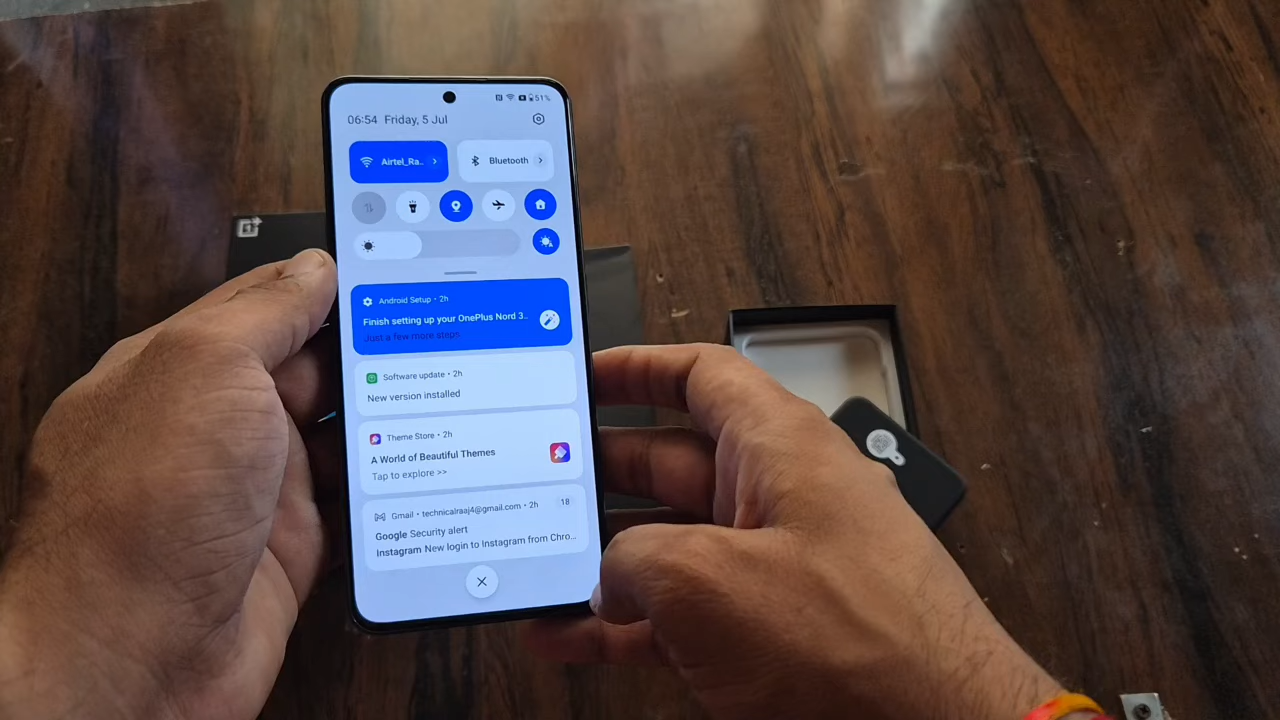 51%
06:54 Friday, 5 Jul
Airtel_Ra..
Bluetooth
Android Setup • 2h
Finish setting up your OnePlus Nord 3..
Just a few more steps
Software update • 2h
New version installed
Theme Store • 2h
A World of Beautiful Themes
Tap to explore >>
Gmail • technicalraaj4@gmail.com • 2h 18
Google Security alert
Instagram New login to Instagram from Chro...